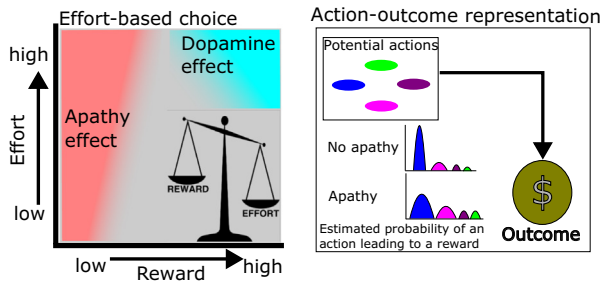 Effort-based choice
high
Effort
low
Dopamine
effect
Apathy
effect
REWARD
EFFORT
low
Reward
high
Action-outcome representation
Potential actions
No apathy
Apathy
Estimated probability of an
action leading to a reward
$
Outcome